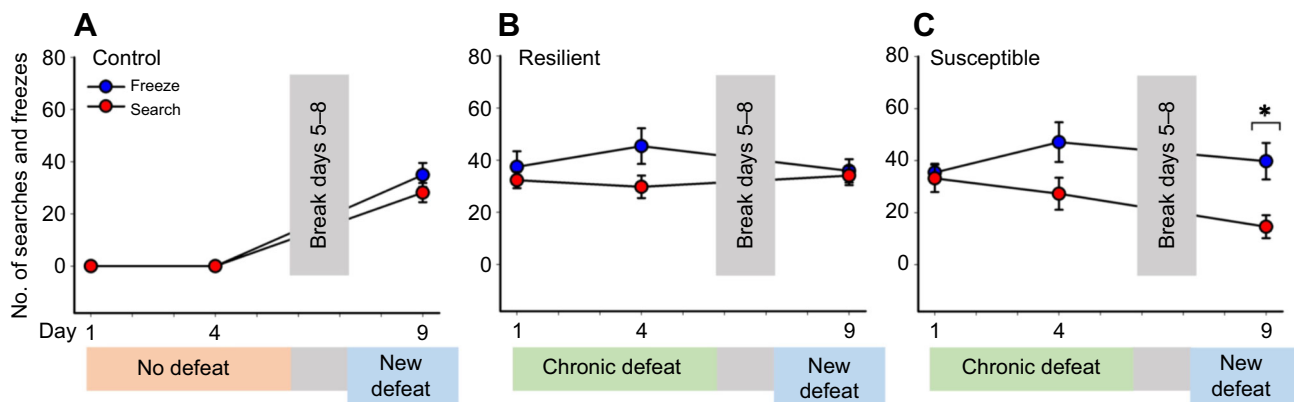 A
B
C
Control
Resilient
Susceptible
Freeze
Search
No. of searches and freezes
80
60
40
20
0
80
60
40
20
0
80
60
40
20
0
Break days 5–8
Break days 5–8
Break days 5–8
*
Day 1 4 9
1 4 9
1 4 9
No defeat
New
defeat
Chronic defeat
New
defeat
Chronic defeat
New
defeat